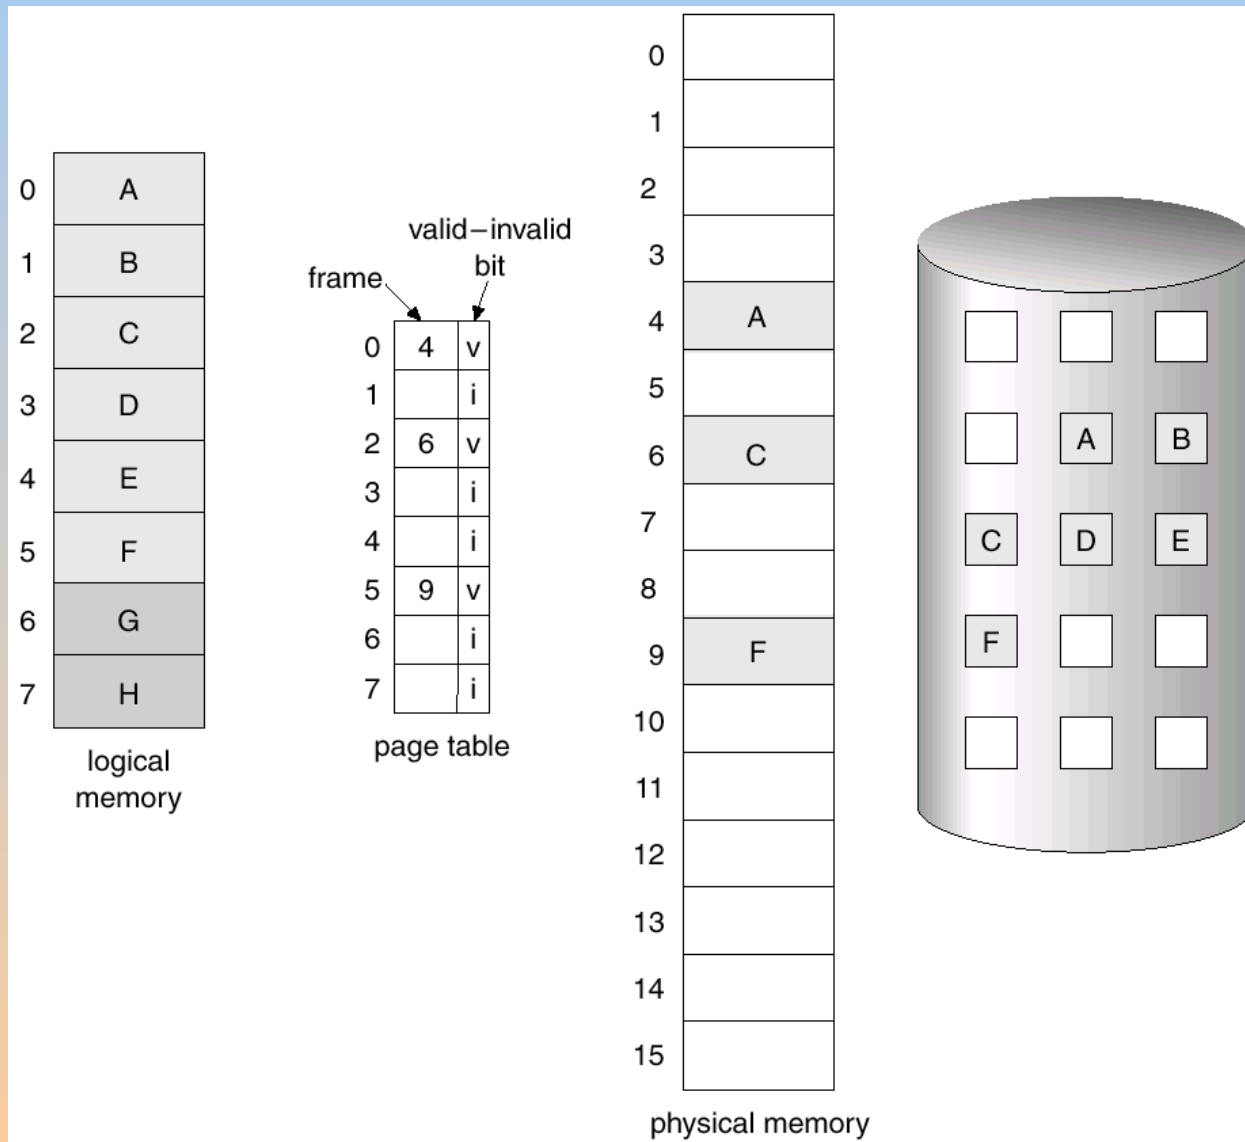 0 A
1 B
2 C
3 D
4 E
5 F
6 G
7 H
logical
memory
valid–invalid
bit
frame
0 4 v
1 i
2 6 v
3 i
4 i
5 9 v
6 i
7 i
page table
0
1
2
3
4 A
5
6 C
7
8
9 F
10
11
12
13
14
15
physical memory
A B
C D E
F